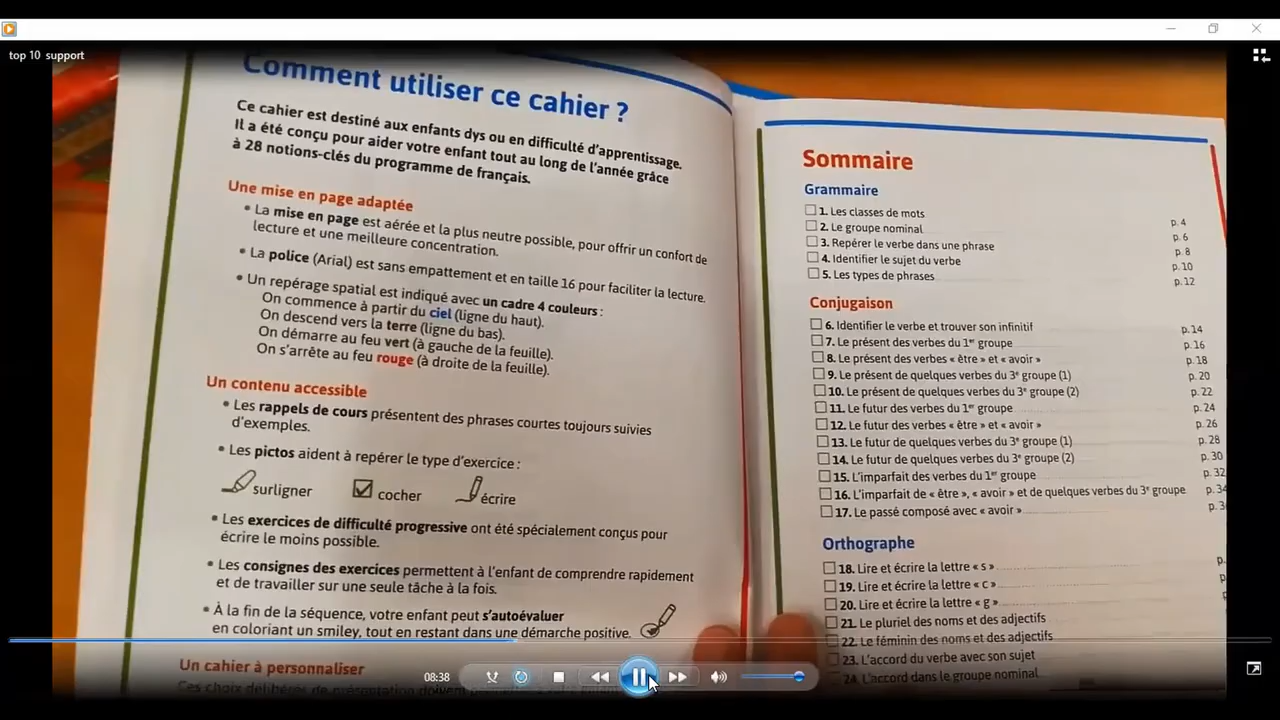 top 10 support
Comment utiliser ce cahier ?
Ce cahier est destiné aux enfants dys ou en difficulté d'apprentissage.
Il a été conçu pour aider votre enfant tout au long de l'année grâce
à 28 notions-clés du programme de français.
Une mise en page adaptée
• La mise en page est aérée et la plus neutre possible, pour offrir un confort de
lecture et une meilleure concentration.
• La police (Arial) est sans empattement et en taille 16 pour faciliter la lecture.
• Un repérage spatial est indiqué avec un cadre 4 couleurs :
On commence à partir du ciel (ligne du haut).
On descend vers la terre (ligne du bas).
On démarre au feu vert (à gauche de la feuille).
On s'arrête au feu rouge (à droite de la feuille).
Un contenu accessible
• Les rappels de cours présentent des phrases courtes toujours suivies
d'exemples.
• Les pictos aident à repérer le type d'exercice :
surligner cocher écrire
• Les exercices de difficulté progressive ont été spécialement conçus pour
écrire le moins possible.
• Les consignes des exercices permettent à l'enfant de comprendre rapidement
et de travailler sur une seule tâche à la fois.
• À la fin de la séquence, votre enfant peut s'autoévaluer
en coloriant un smiley, tout en restant dans une démarche positive.
Un cahier à personnaliser
Ces choix délibérés de présentation doivent
Sommaire
Grammaire
1. Les classes de mots p. 4
2. Le groupe nominal p. 6
3. Repérer le verbe dans une phrase p. 8
4. Identifier le sujet du verbe p. 10
5. Les types de phrases p. 12
Conjugaison
6. Identifier le verbe et trouver son infinitif p. 14
7. Le présent des verbes du 1er groupe p. 16
8. Le présent des verbes « être » et « avoir » p. 18
9. Le présent de quelques verbes du 3e groupe (1) p. 20
10. Le présent de quelques verbes du 3e groupe (2) p. 22
11. Le futur des verbes du 1er groupe p. 24
12. Le futur des verbes « être » et « avoir » p. 26
13. Le futur de quelques verbes du 3e groupe (1) p. 28
14. Le futur de quelques verbes du 3e groupe (2) p. 30
15. L'imparfait des verbes du 1er groupe p. 32
16. L'imparfait de « être », « avoir » et de quelques verbes du 3e groupe p. 34
17. Le passé composé avec « avoir » p. 3
Orthographe
18. Lire et écrire la lettre « s » p.
19. Lire et écrire la lettre « c » p
20. Lire et écrire la lettre « g »
21. Le pluriel des noms et des adjectifs
22. Le féminin des noms et des adjectifs
23. L'accord du verbe avec son sujet
24. L'accord dans le groupe nominal
08:38